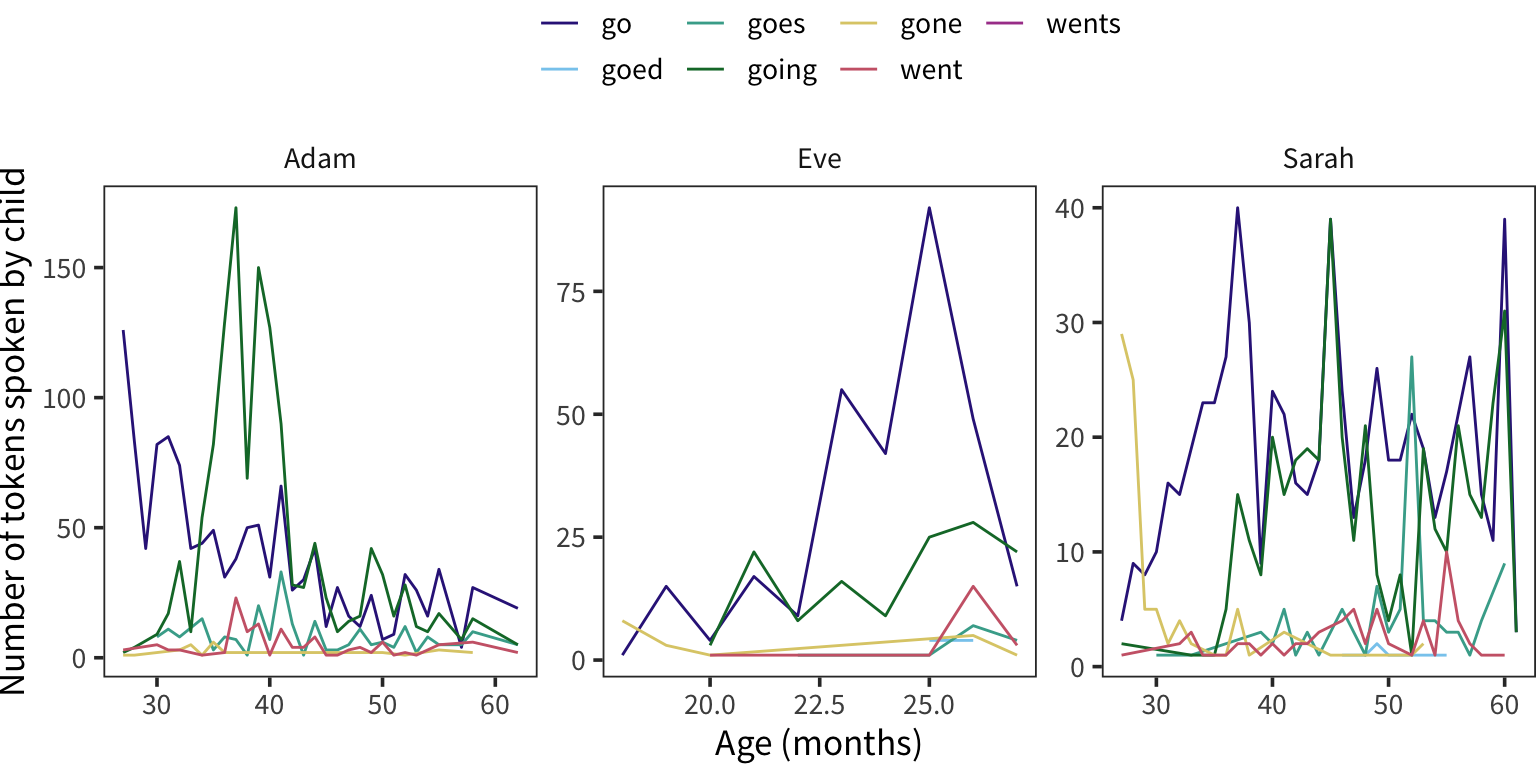 go goes gone wents
goed going went
Adam Eve Sarah
Number of tokens spoken by child
150
100
50
0
30 40 50 60
75
50
25
0
20.0 22.5 25.0
40
30
20
10
0
30 40 50 60
Age (months)